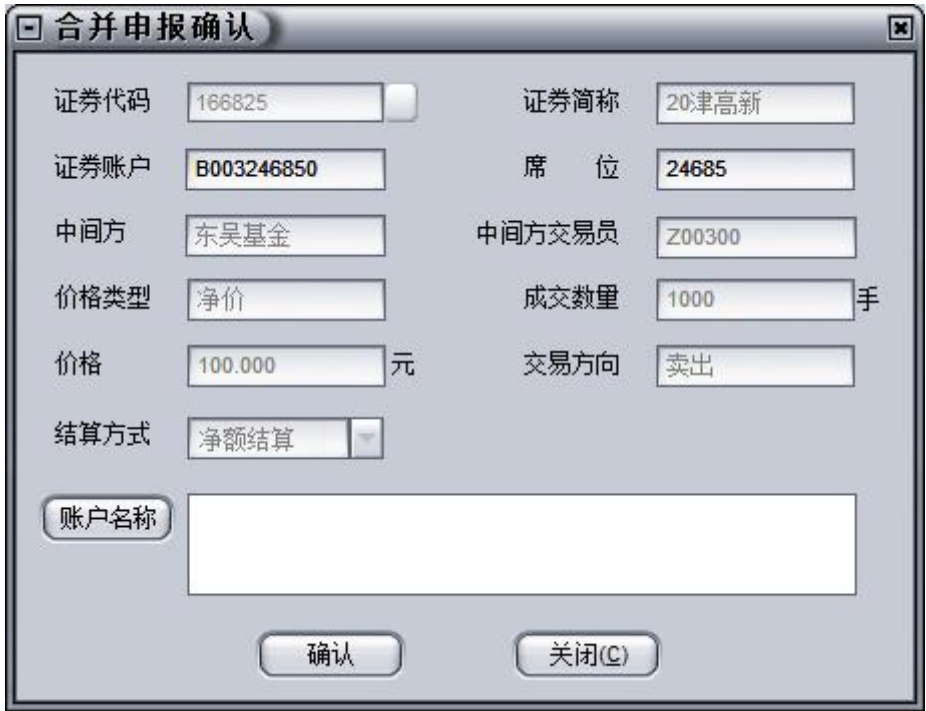 合并申报确认
证券代码 166825 证券简称 20津高新
证券账户 B003246850 席 位 24685
中间方 东吴基金 中间方交易员 Z00300
价格类型 净价 成交数量 1000 手
价格 100.000 元 交易方向 卖出
结算方式 净额结算
账户名称
确认 关闭(C)